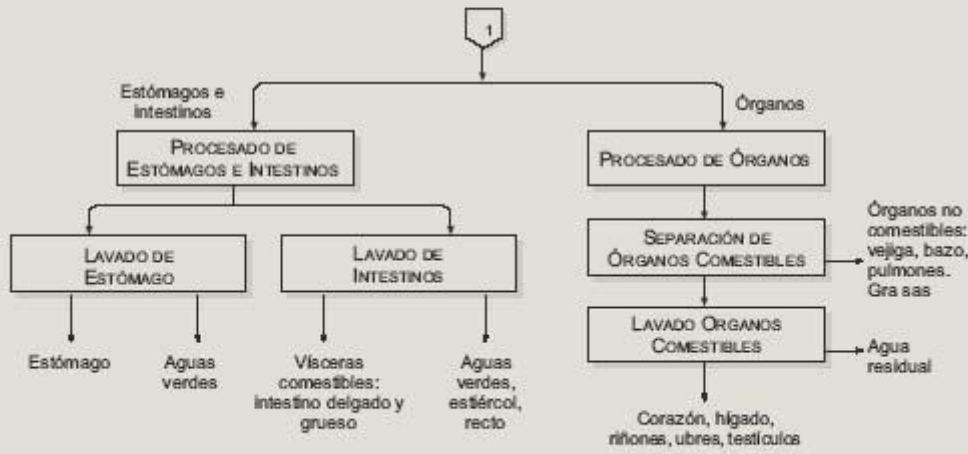 1
Estómagos e
intestinos
Órganos
PROCESADO DE
ESTÓMAGOS E INTESTINOS
PROCESADO DE ÓRGANOS
LAVADO DE
ESTÓMAGO
LAVADO DE
INTESTINOS
SEPARACIÓN DE
ÓRGANOS COMESTIBLES
Órganos no
comestibles:
vejiga, bazo,
pulmones.
Gra sas
LAVADO ORGANOS
COMESTIBLES
Estómago
Aguas
verdes
Vísceras
comestibles:
intestino delgado y
grueso
Aguas
verdes,
estiércol,
recto
Agua
residual
Corazón, hígado,
riñones, ubres, testículos